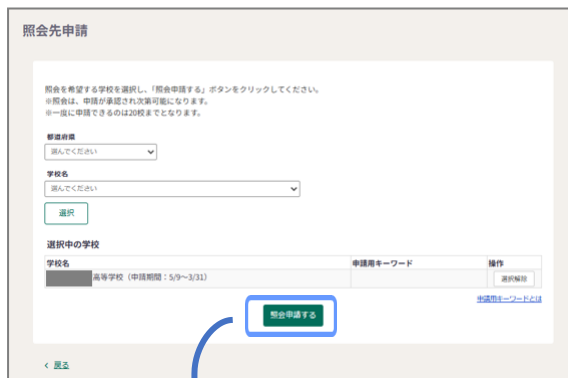 照会先申請
照会を希望する学校を選択し、「照会申請する」ボタンをクリックしてください。
※照会は、申請が承認され次第可能になります。
※一度に申請できるのは20校までとなります。
都道府県
選んでください
学校名
選んでください
選択
選択中の学校
学校名 申請用キーワード 操作
高等学校（申請期間：5/9～3/31） 選択解除
申請用キーワードとは
照会申請する
< 戻る